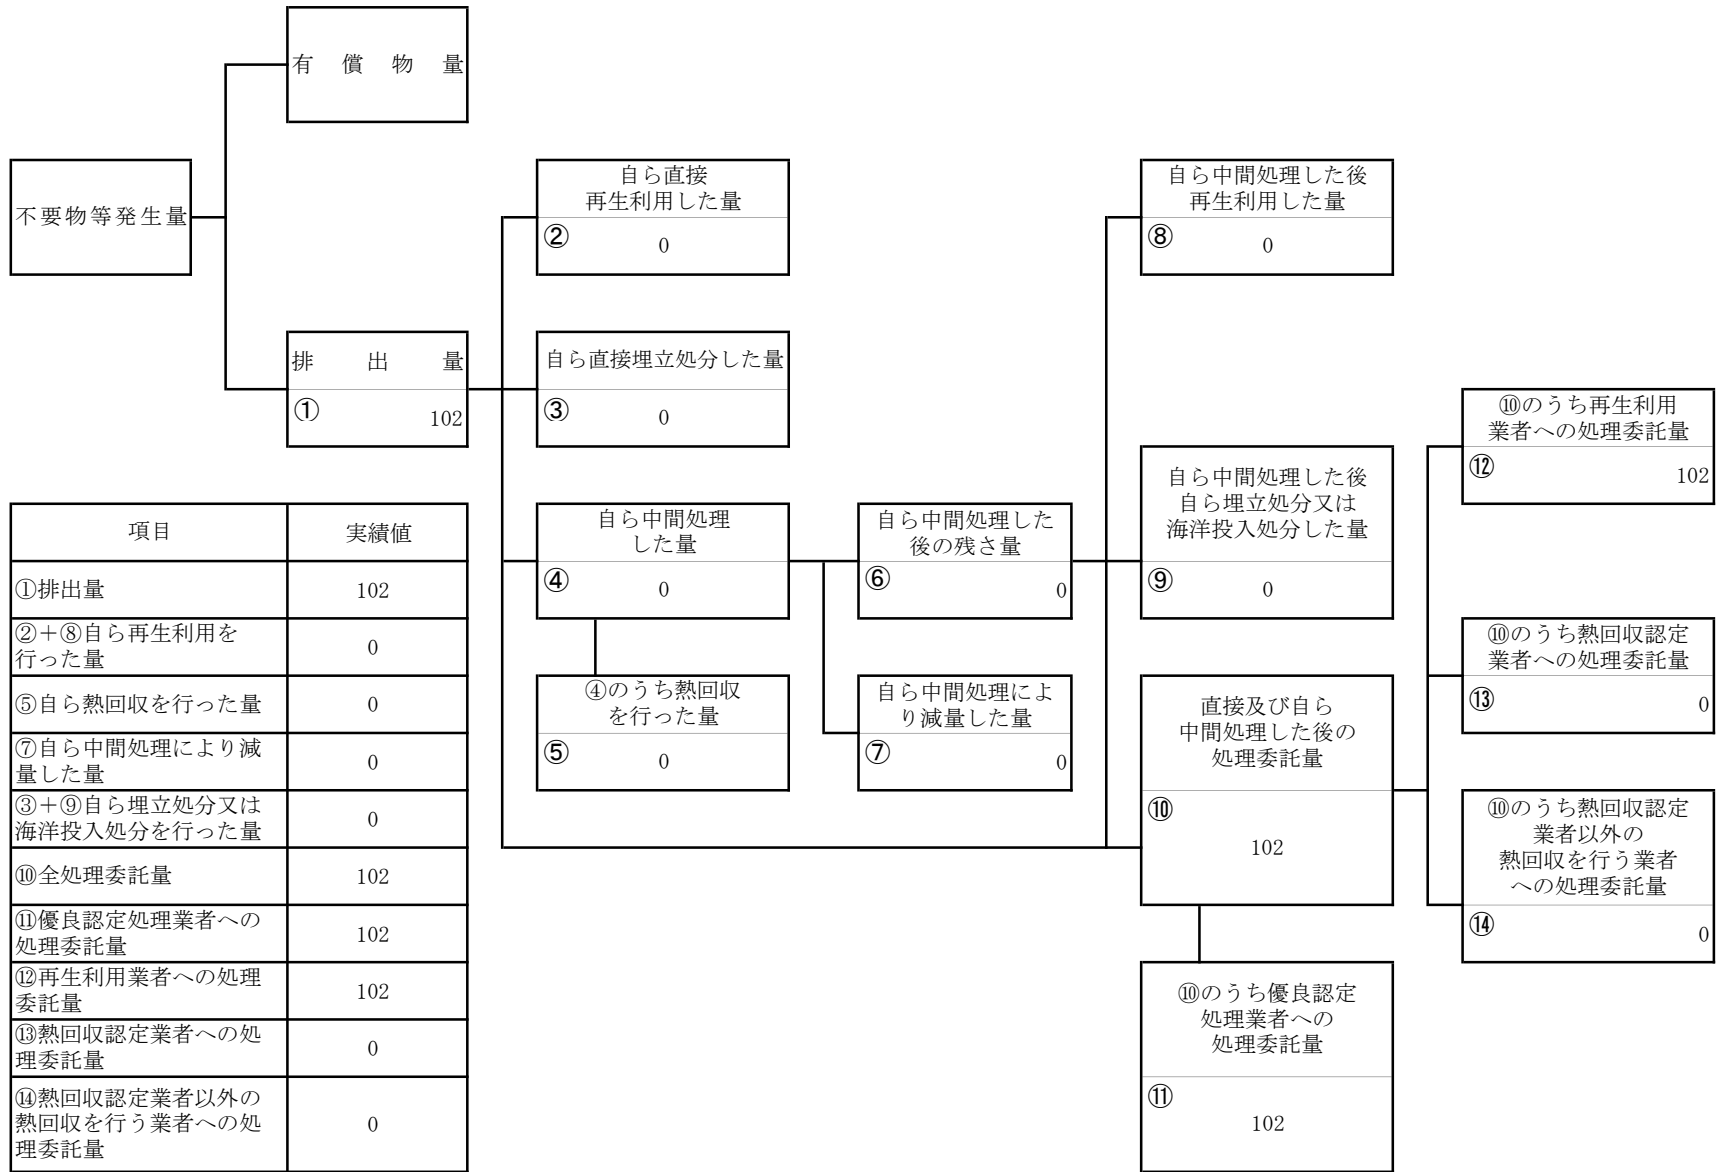 有償物量
不要物等発生量
排出量
①
102
自ら直接
再生利用した量
②
0
自ら直接埋立処分した量
③
0
自ら中間処理
した量
④
0
④のうち熱回収
を行った量
⑤
0
自ら中間処理した
後の残さ量
⑥
0
自ら中間処理によ
り減量した量
⑦
0
自ら中間処理した後
再生利用した量
⑧
0
自ら中間処理した後
自ら埋立処分又は
海洋投入処分した量
⑨
0
直接及び自ら
中間処理した後の
処理委託量
⑩
102
⑩のうち優良認定
処理業者への
処理委託量
⑪
102
⑩のうち再生利用
業者への処理委託量
⑫
102
⑩のうち熱回収認定
業者への処理委託量
⑬
0
⑩のうち熱回収認定
業者以外の
熱回収を行う業者
への処理委託量
⑭
0
項目 実績値
①排出量 102
②+⑧自ら再生利用を
行った量 0
⑤自ら熱回収を行った量 0
⑦自ら中間処理により減
量した量 0
③+⑨自ら埋立処分又は
海洋投入処分を行った量 0
⑩全処理委託量 102
⑪優良認定処理業者への
処理委託量 102
⑫再生利用業者への処理
委託量 102
⑬熱回収認定業者への処
理委託量 0
⑭熱回収認定業者以外の
熱回収を行う業者への処 0
理委託量